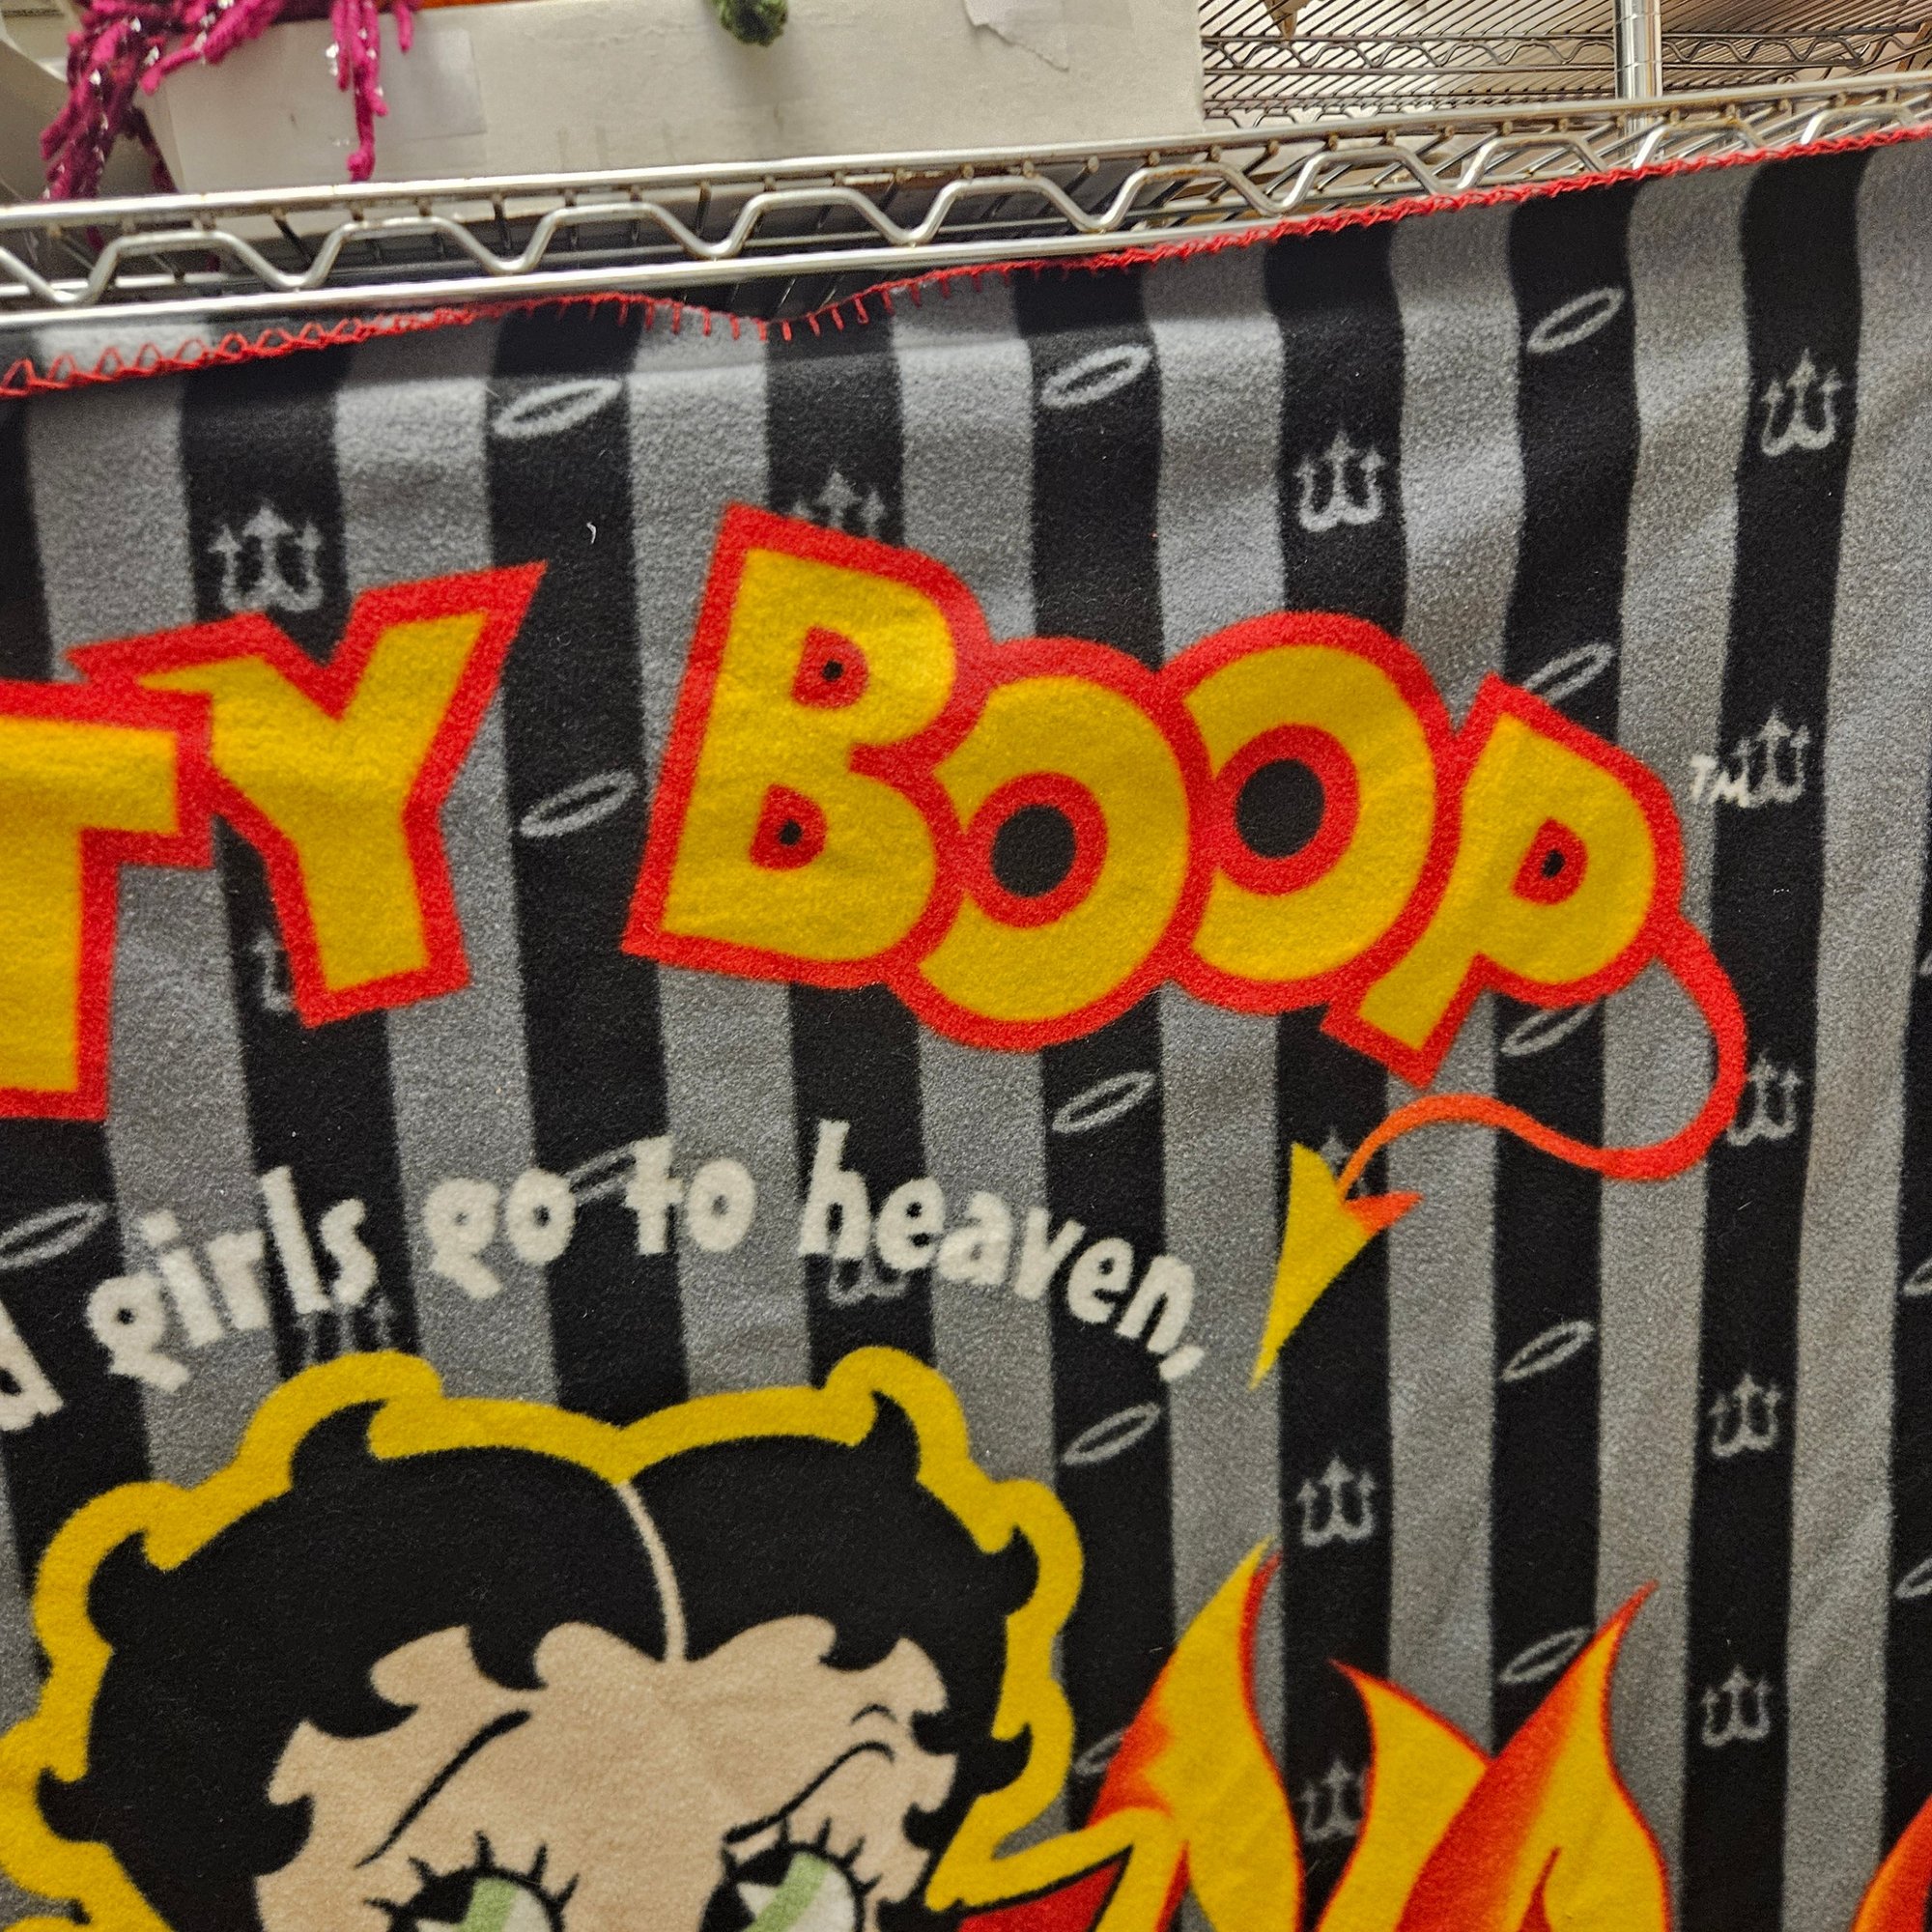 TY BOOP™
d girls go to heaven,